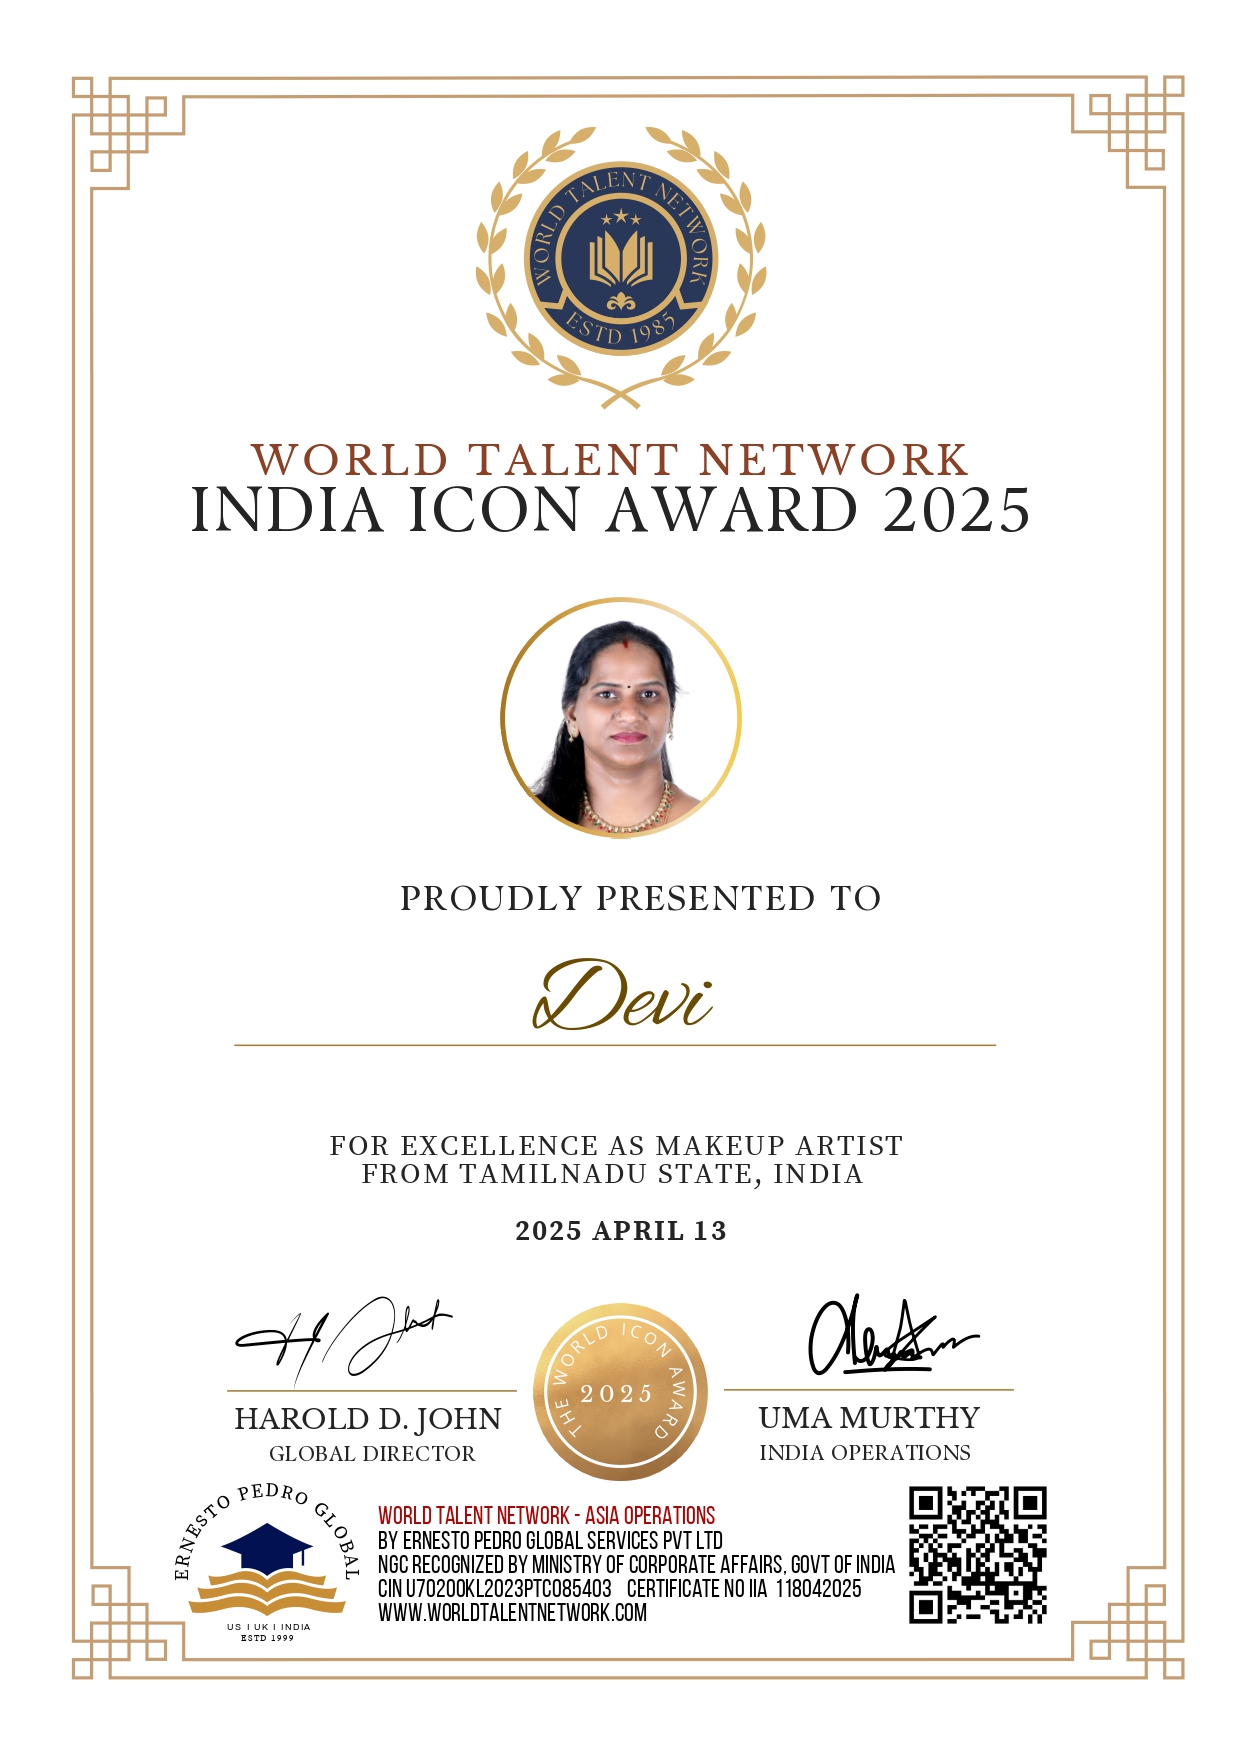 WORLD TALENT NETWORK
ESTD 1985
WORLD TALENT NETWORK
INDIA ICON AWARD 2025
PROUDLY PRESENTED TO
Devi
FOR EXCELLENCE AS MAKEUP ARTIST
FROM TAMILNADU STATE, INDIA
2025 APRIL 13
THE WORLD ICON AWARD
2025
HAROLD D. JOHN
GLOBAL DIRECTOR
UMA MURTHY
INDIA OPERATIONS
ERNESTO PEDRO GLOBAL
US I UK I INDIA
ESTD 1999
WORLD TALENT NETWORK - ASIA OPERATIONS
BY ERNESTO PEDRO GLOBAL SERVICES PVT LTD
NGC RECOGNIZED BY MINISTRY OF CORPORATE AFFAIRS, GOVT OF INDIA
CIN U70200KL2023PTC085403 CERTIFICATE NO IIA 118042025
WWW.WORLDTALENTNETWORK.COM